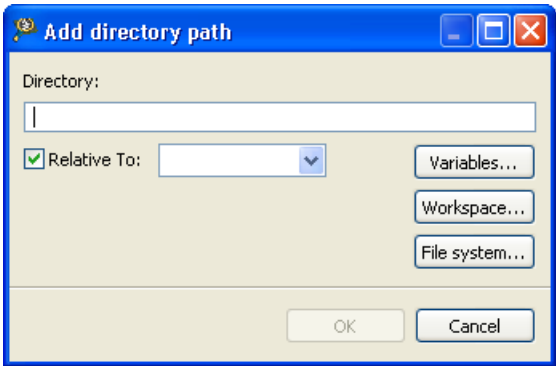 Add directory path
Directory:
Relative To:
Variables...
Workspace...
File system...
OK
Cancel